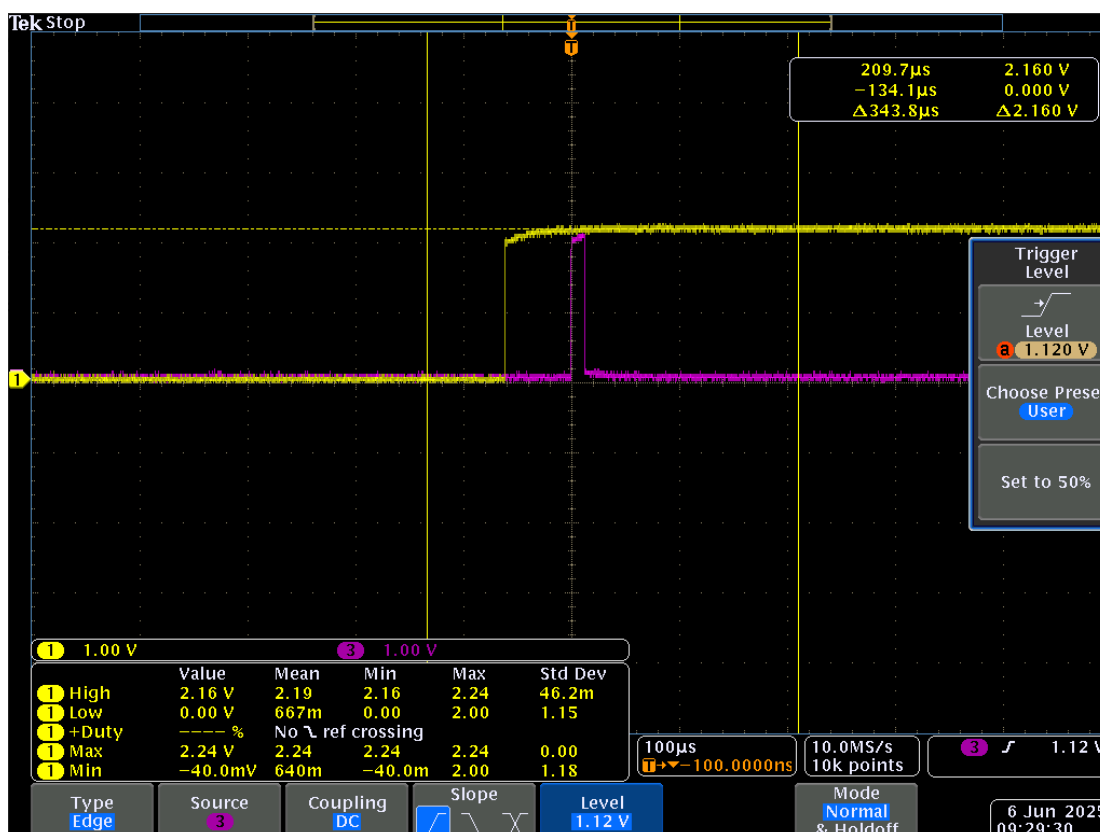 Tek Stop
T
T
209.7µs 2.160 V
−134.1µs 0.000 V
Δ343.8µs Δ2.160 V
Trigger
Level
Level
a 1.120 V
Choose Prese
User
Set to 50%
1
1 1.00 V 3 1.00 V
Value Mean Min Max Std Dev
1 High 2.16 V 2.19 2.16 2.24 46.2m
1 Low 0.00 V 667m 0.00 2.00 1.15
1 +Duty −−−− % No ref crossing
1 Max 2.24 V 2.24 2.24 2.24 0.00
1 Min −40.0mV 640m −40.0m 2.00 1.18
100µs
T→▾−100.0000ns
10.0MS/s
10k points
3 1.12 V
Type
Edge
Source
3
Coupling
DC
Slope
Level
1.12 V
Mode
Normal
& Holdoff
6 Jun 2025
09:29:30